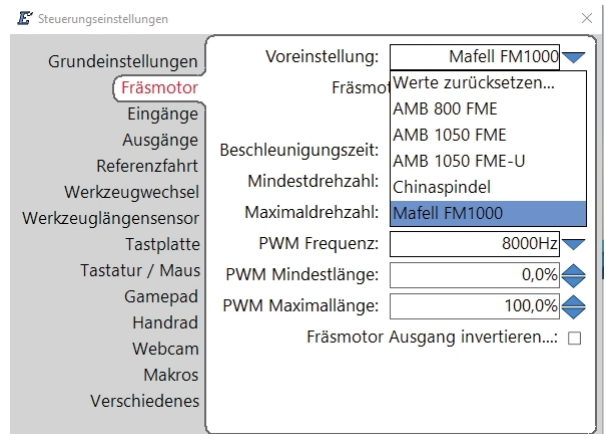 Steuerungseinstellungen
Grundeinstellungen
Fräsmotor
Eingänge
Ausgänge
Referenzfahrt
Werkzeugwechsel
Werkzeuglängensensor
Tastplatte
Tastatur / Maus
Gamepad
Handrad
Webcam
Makros
Verschiedenes
Voreinstellung: Mafell FM1000
Werte zurücksetzen...
AMB 800 FME
AMB 1050 FME
AMB 1050 FME-U
Chinaspindel
Mafell FM1000
Beschleunigungszeit:
Mindestdrehzahl:
Maximaldrehzahl:
PWM Frequenz: 8000Hz
PWM Mindestlänge: 0,0%
PWM Maximallänge: 100,0%
Fräsmotor Ausgang invertieren...: